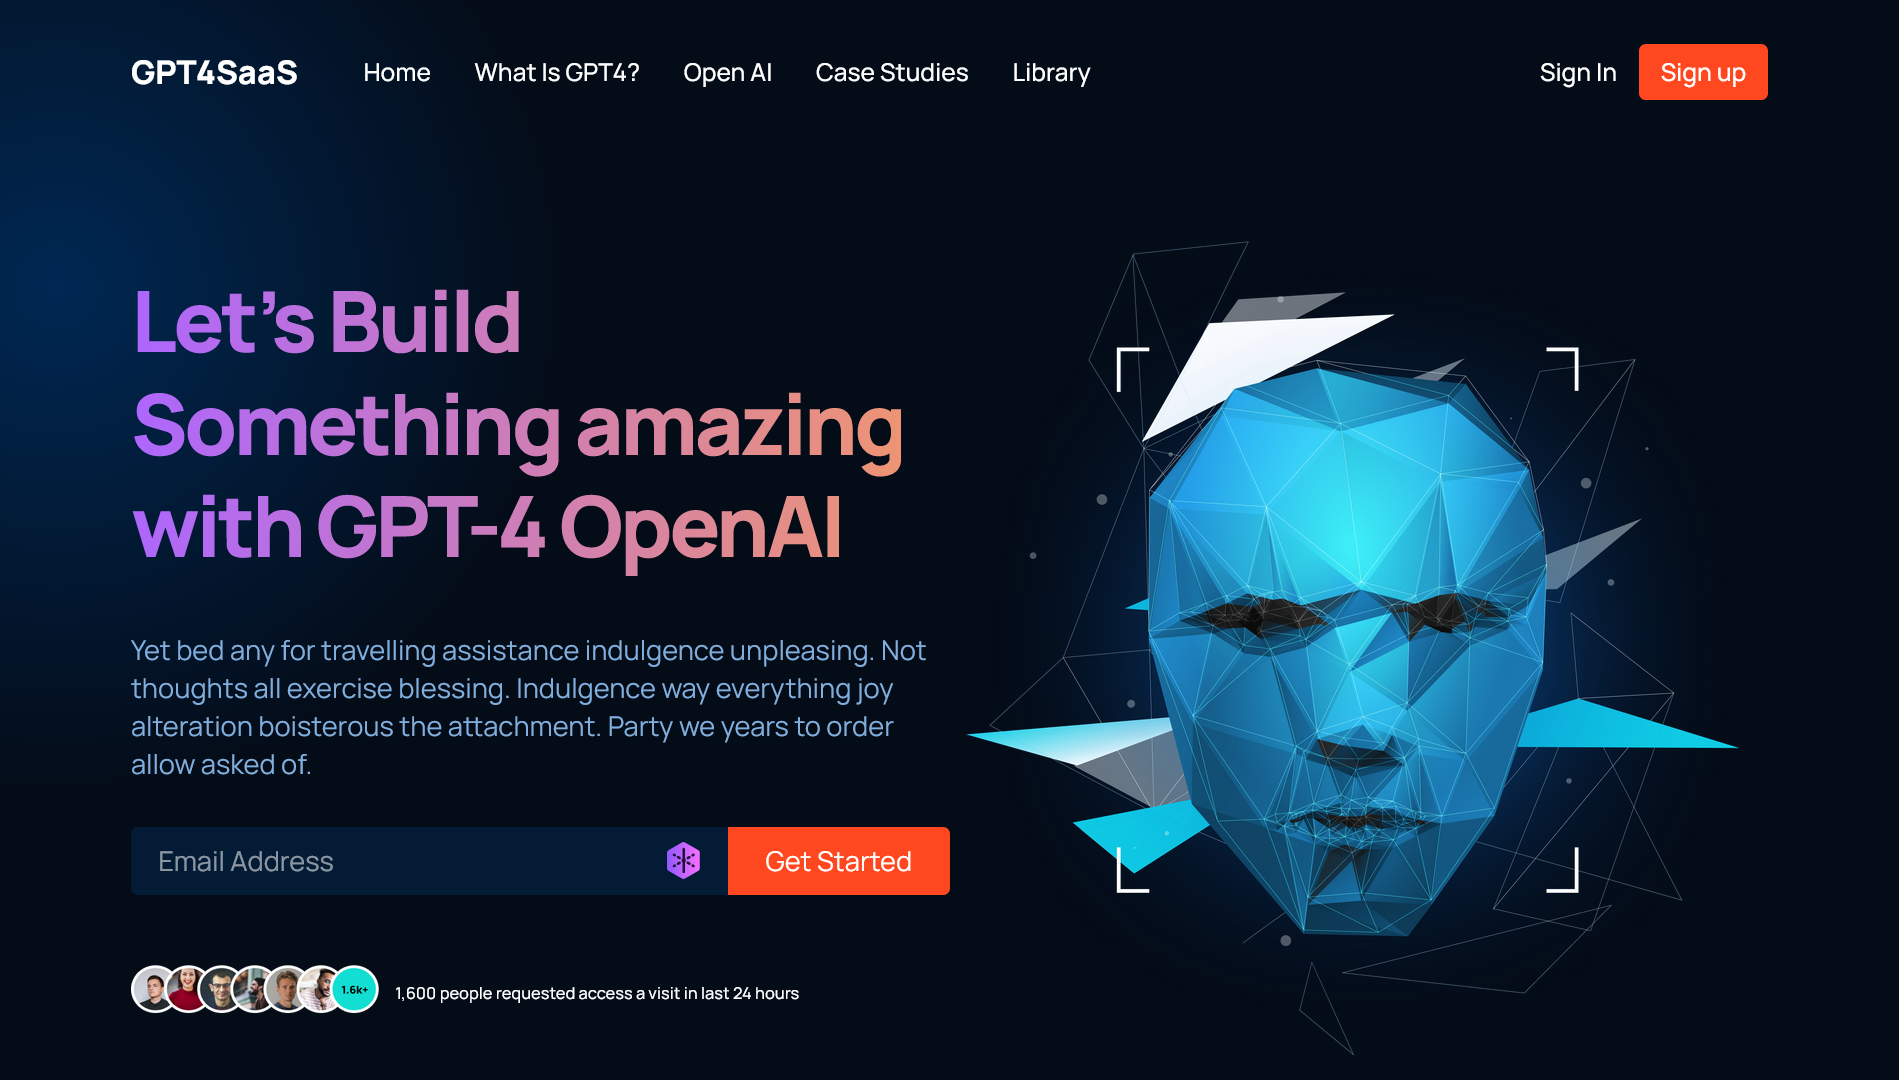 GPT4SaaS Home What Is GPT4? Open AI Case Studies Library Sign In Sign up
Let’s Build
Something amazing
with GPT-4 OpenAI
Yet bed any for travelling assistance indulgence unpleasing. Not
thoughts all exercise blessing. Indulgence way everything joy
alteration boisterous the attachment. Party we years to order
allow asked of.
Email Address Get Started
1.6k+ 1,600 people requested access a visit in last 24 hours